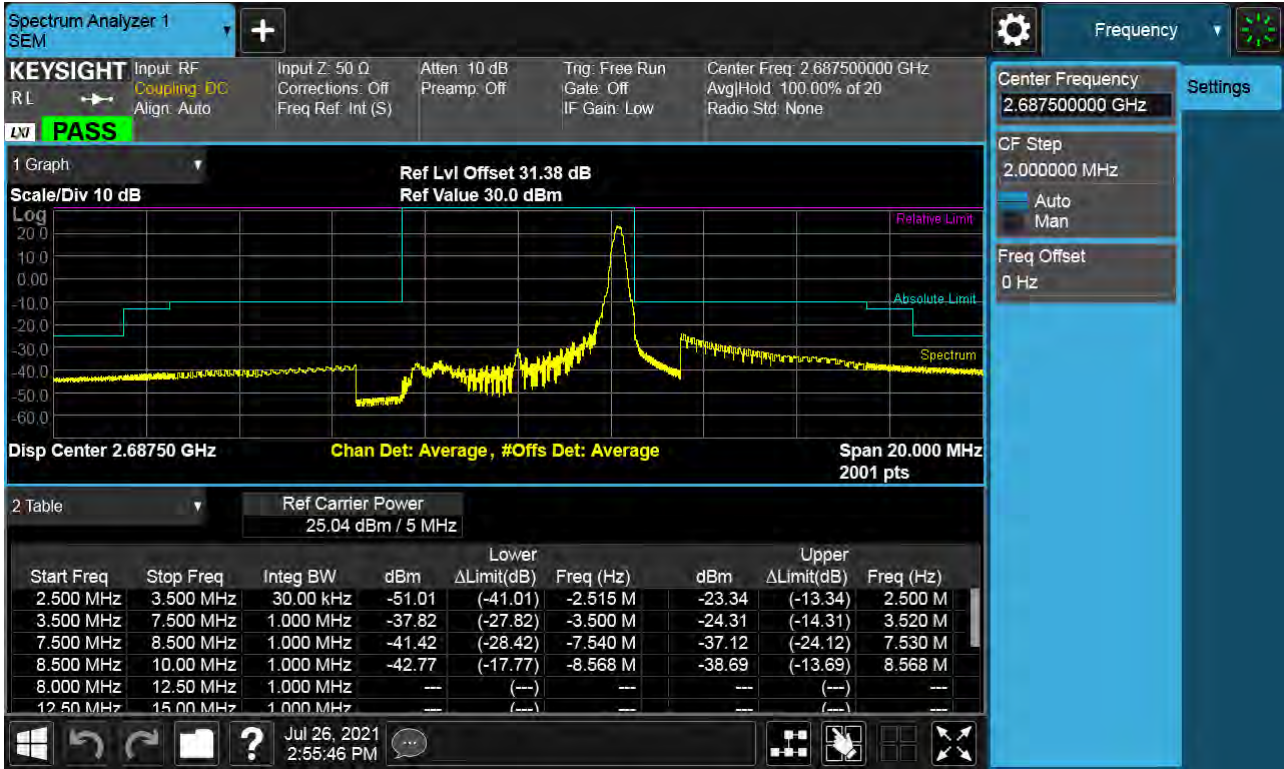 Spectrum Analyzer 1
SEM
+
Frequency
KEYSIGHT
Input: RF
Input Z: 50 Ω
Atten: 10 dB
Trig: Free Run
Center Freq: 2.687500000 GHz
RL
Coupling: DC
Corrections: Off
Preamp: Off
Gate: Off
Avg|Hold: 100.00% of 20
Align: Auto
Freq Ref: Int (S)
IF Gain: Low
Radio Std: None
LXI
PASS
Center Frequency
2.687500000 GHz
Settings
CF Step
2.000000 MHz
Auto
Man
Freq Offset
0 Hz
1 Graph
Ref Lvl Offset 31.38 dB
Scale/Div 10 dB
Ref Value 30.0 dBm
Log
Relative Limit
20.0
10.0
0.00
-10.0
Absolute Limit
-20.0
-30.0
Spectrum
-40.0
-50.0
-60.0
Disp Center 2.68750 GHz
Chan Det: Average, #Offs Det: Average
Span 20.000 MHz
2001 pts
2 Table
Ref Carrier Power
25.04 dBm / 5 MHz
Lower Upper
Start Freq Stop Freq Integ BW dBm ΔLimit(dB) Freq (Hz) dBm ΔLimit(dB) Freq (Hz)
2.500 MHz 3.500 MHz 30.00 kHz -51.01 (-41.01) -2.515 M -23.34 (-13.34) 2.500 M
3.500 MHz 7.500 MHz 1.000 MHz -37.82 (-27.82) -3.500 M -24.31 (-14.31) 3.520 M
7.500 MHz 8.500 MHz 1.000 MHz -41.42 (-28.42) -7.540 M -37.12 (-24.12) 7.530 M
8.500 MHz 10.00 MHz 1.000 MHz -42.77 (-17.77) -8.568 M -38.69 (-13.69) 8.568 M
8.000 MHz 12.50 MHz 1.000 MHz --- (---) --- --- (---) ---
12.50 MHz 15.00 MHz 1.000 MHz --- (---) --- --- (---) ---
?
Jul 26, 2021
2:55:46 PM